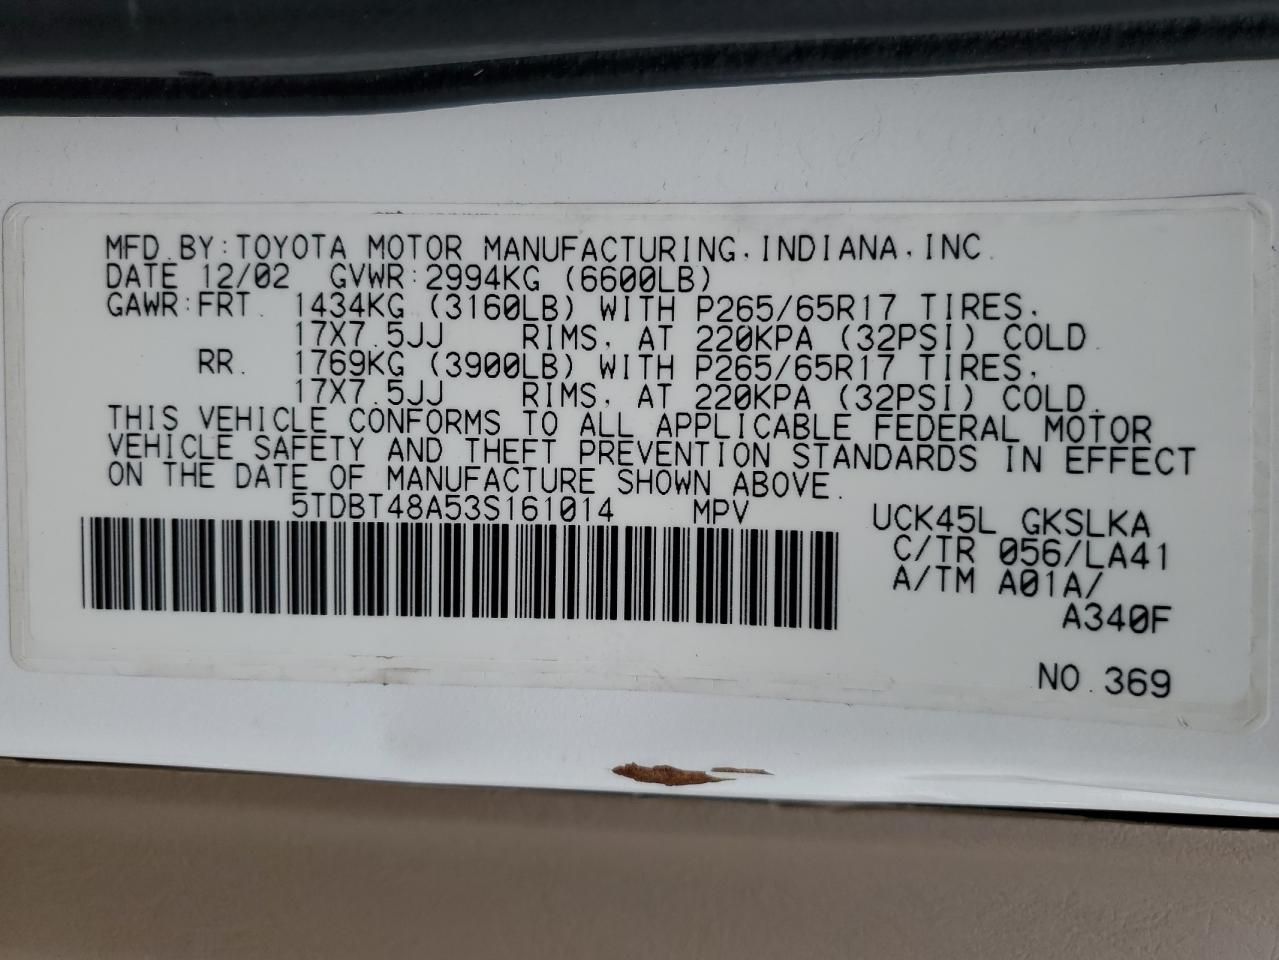 MFD.BY:TOYOTA MOTOR MANUFACTURING,INDIANA,INC.
DATE 12/02 GVWR:2994KG (6600LB)
GAWR:FRT. 1434KG (3160LB) WITH P265/65R17 TIRES,
17X7.5JJ RIMS, AT 220KPA (32PSI) COLD.
RR. 1769KG (3900LB) WITH P265/65R17 TIRES,
17X7.5JJ RIMS, AT 220KPA (32PSI) COLD.
THIS VEHICLE CONFORMS TO ALL APPLICABLE FEDERAL MOTOR
VEHICLE SAFETY AND THEFT PREVENTION STANDARDS IN EFFECT
ON THE DATE OF MANUFACTURE SHOWN ABOVE.
5TDBT48A53S161014 MPV
UCK45L GKSLKA
C/TR 056/LA41
A/TM A01A/
A340F
NO.369